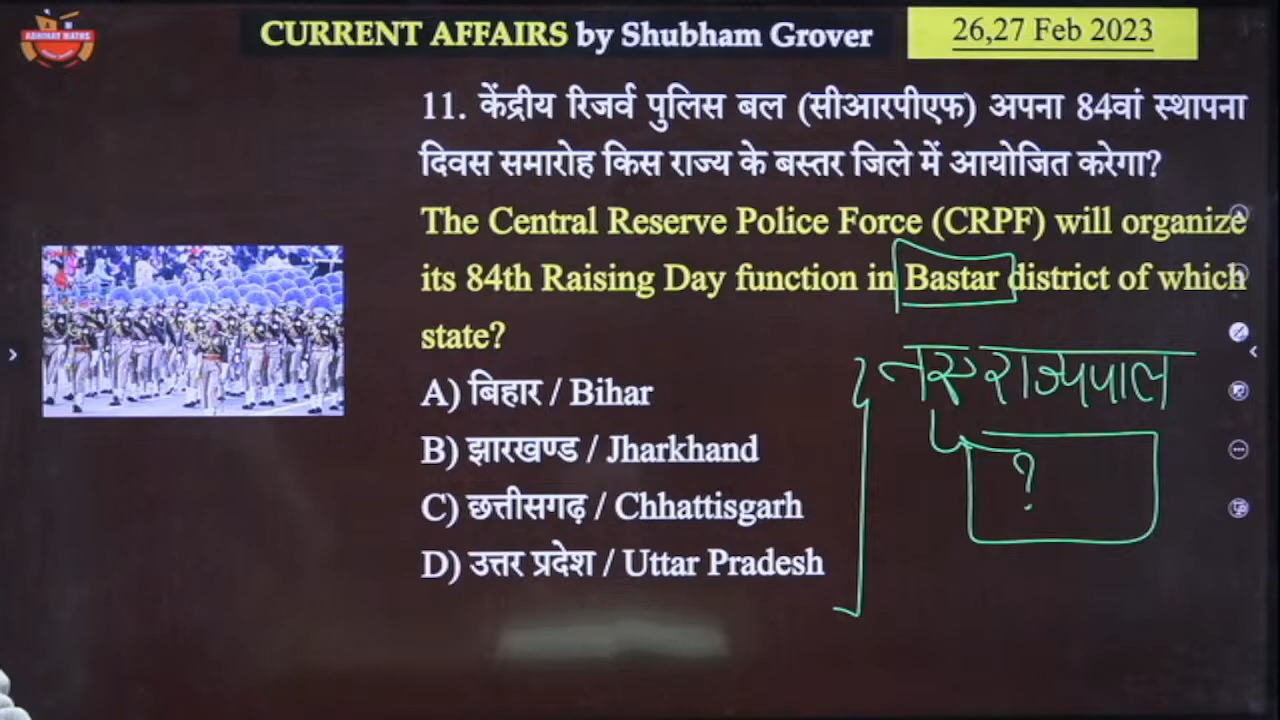 ABHINAY MATHS
CURRENT AFFAIRS by Shubham Grover
26,27 Feb 2023
11. केंद्रीय रिजर्व पुलिस बल (सीआरपीएफ) अपना 84वां स्थापना
दिवस समारोह किस राज्य के बस्तर जिले में आयोजित करेगा?
The Central Reserve Police Force (CRPF) will organize
its 84th Raising Day function in Bastar district of which
state?
A) बिहार / Bihar
B) झारखण्ड / Jharkhand
C) छत्तीसगढ़ / Chhattisgarh
D) उत्तर प्रदेश / Uttar Pradesh
राज्यपाल
?